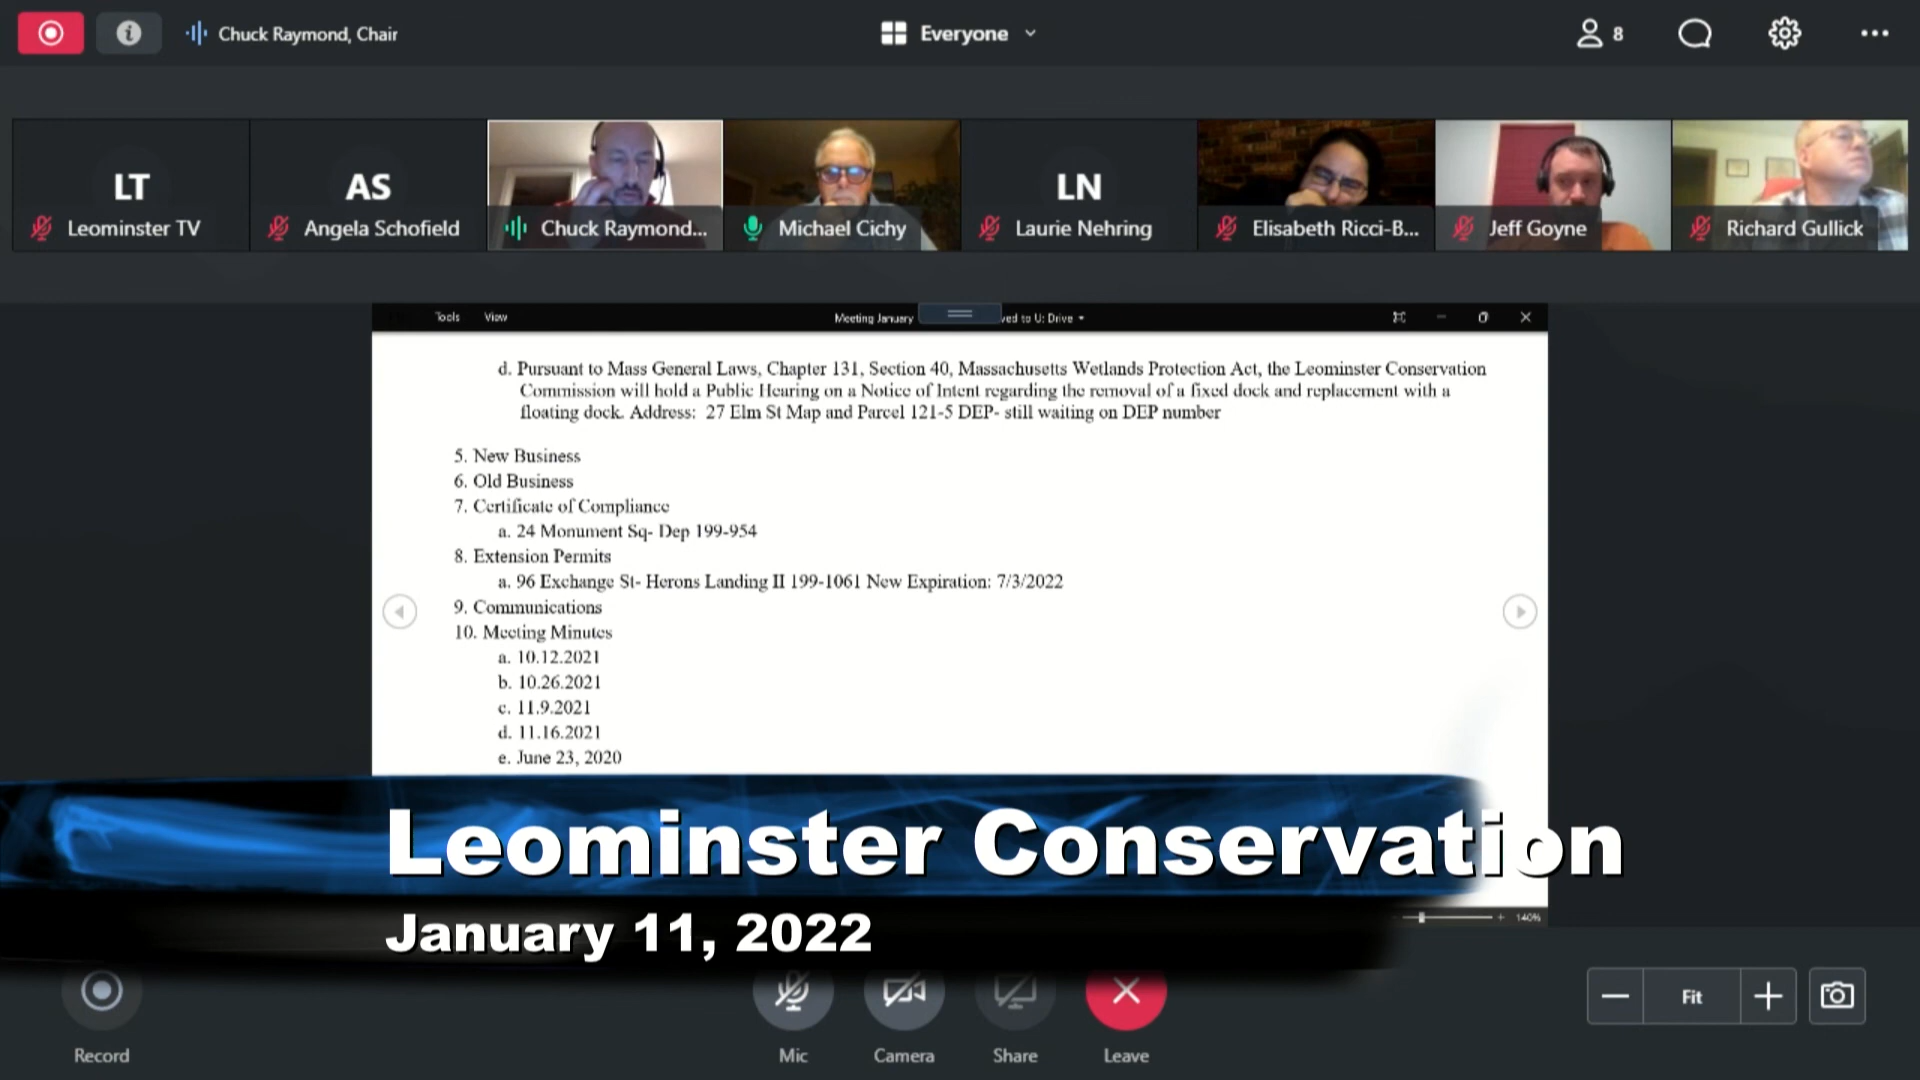 Chuck Raymond, Chair
Everyone
8
LT
Leominster TV
AS
Angela Schofield
Chuck Raymond...
Michael Cichy
LN
Laurie Nehring
Elisabeth Ricci-B...
Jeff Goyne
Richard Gullick
Tools View Meeting January ved to U: Drive
d. Pursuant to Mass General Laws, Chapter 131, Section 40, Massachusetts Wetlands Protection Act, the Leominster Conservation
Commission will hold a Public Hearing on a Notice of Intent regarding the removal of a fixed dock and replacement with a
floating dock. Address: 27 Elm St Map and Parcel 121-5 DEP- still waiting on DEP number
5. New Business
6. Old Business
7. Certificate of Compliance
a. 24 Monument Sq- Dep 199-954
8. Extension Permits
a. 96 Exchange St- Herons Landing II 199-1061 New Expiration: 7/3/2022
9. Communications
10. Meeting Minutes
a. 10.12.2021
b. 10.26.2021
c. 11.9.2021
d. 11.16.2021
e. June 23, 2020
Leominster Conservation
January 11, 2022
140%
Record
Mic
Camera
Share
Leave
Fit